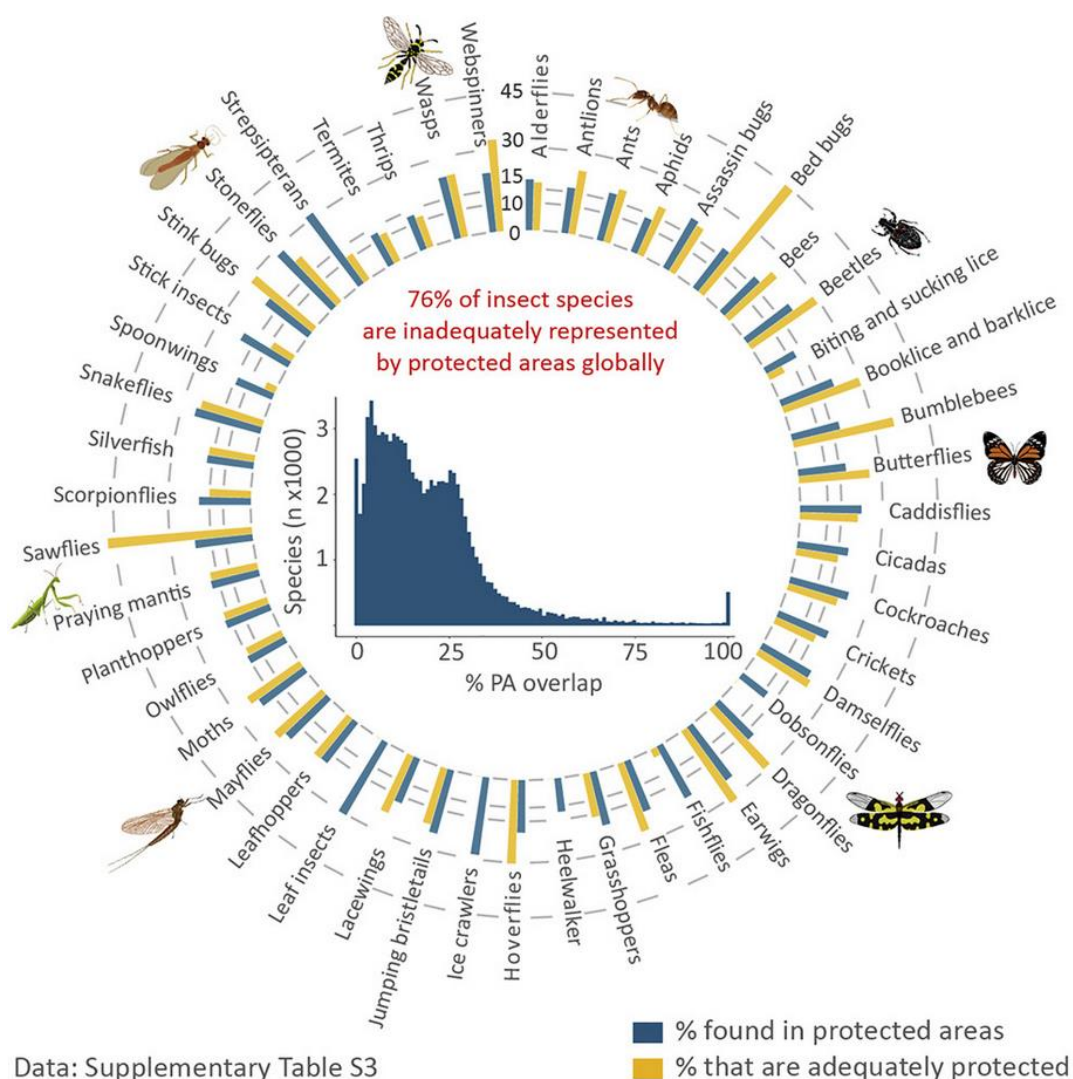 Webspinners
45
30
15
10
0
Alderflies
Antlions
Ants
Aphids
Assassin bugs
Bed bugs
Bees
Beetles
Biting and sucking lice
Booklice and barklice
Bumblebees
Butterflies
Caddisflies
Cicadas
Cockroaches
Crickets
Damselflies
Dobsonflies
Dragonflies
Earwigs
Fishflies
Fleas
Grasshoppers
Heelwalker
Hoverflies
Ice crawlers
Jumping bristletails
Lacewings
Leaf insects
Leafhoppers
Mayflies
Moths
Owlflies
Planthoppers
Praying mantis
Sawflies
Scorpionflies
Silverfish
Snakeflies
Spoonwings
Stick insects
Stink bugs
Stoneflies
Strepsipterans
Termites
Thrips
Wasps
76% of insect species
are inadequately represented
by protected areas globally
Species (n x1000)
3
2
1
0 25 50 75 100
% PA overlap
% found in protected areas
% that are adequately protected
Data: Supplementary Table S3